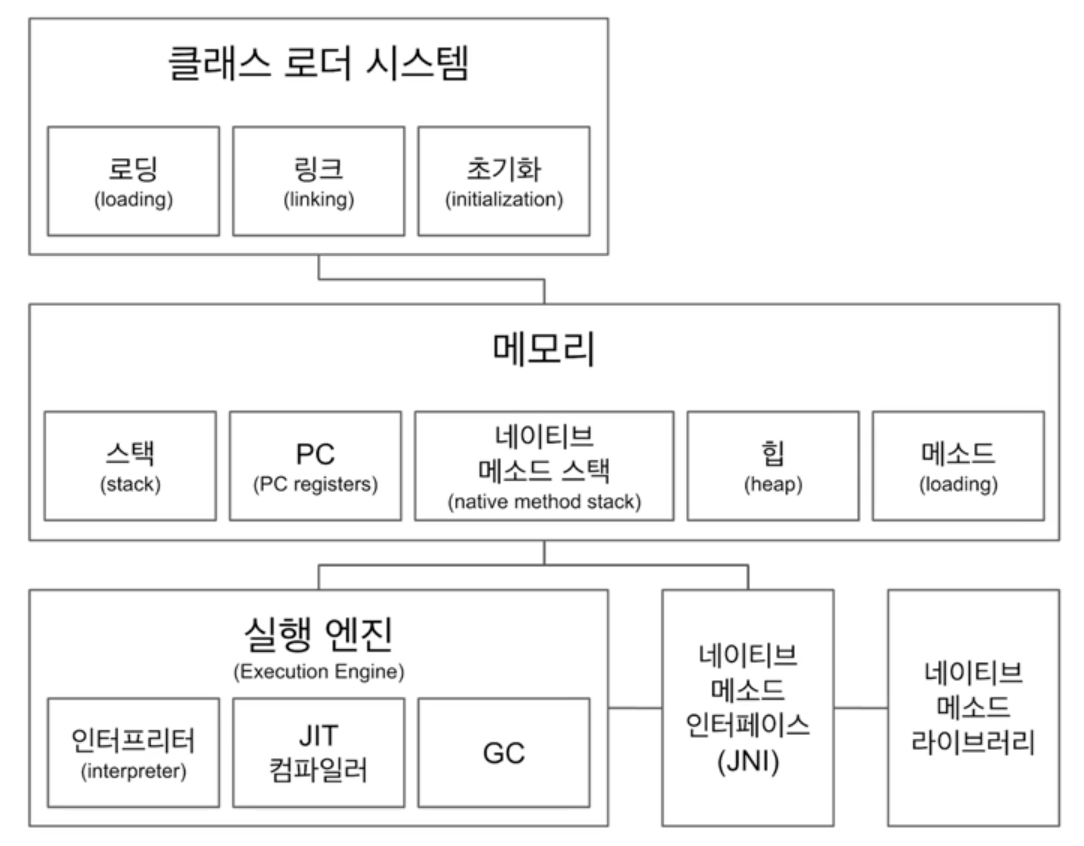 클래스 로더 시스템
로딩
(loading)
링크
(linking)
초기화
(initialization)
메모리
스택
(stack)
PC
(PC registers)
네이티브
메소드 스택
(native method stack)
힙
(heap)
메소드
(loading)
실행 엔진
(Execution Engine)
인터프리터
(interpreter)
JIT
컴파일러
GC
네이티브
메소드
인터페이스
(JNI)
네이티브
메소드
라이브러리